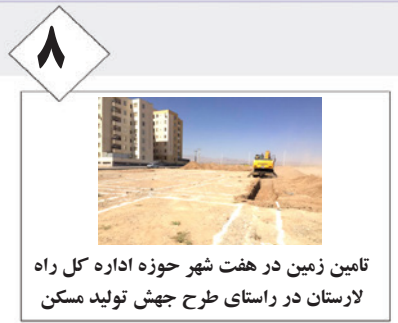 ۸
تامین زمین در هفت شهر حوزه اداره کل راه
لارستان در راستای طرح جهش تولید مسکن